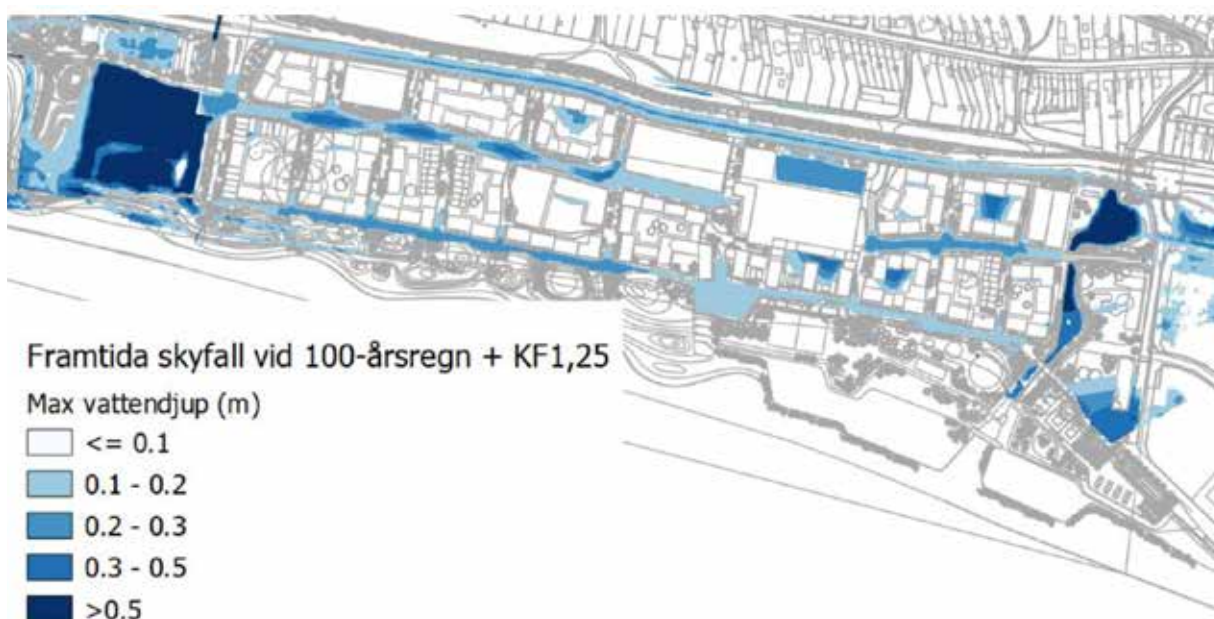 Framtida skyfall vid 100-årsregn + KF1,25
Max vattendjup (m)
<= 0.1
0.1 - 0.2
0.2 - 0.3
0.3 - 0.5
>0.5